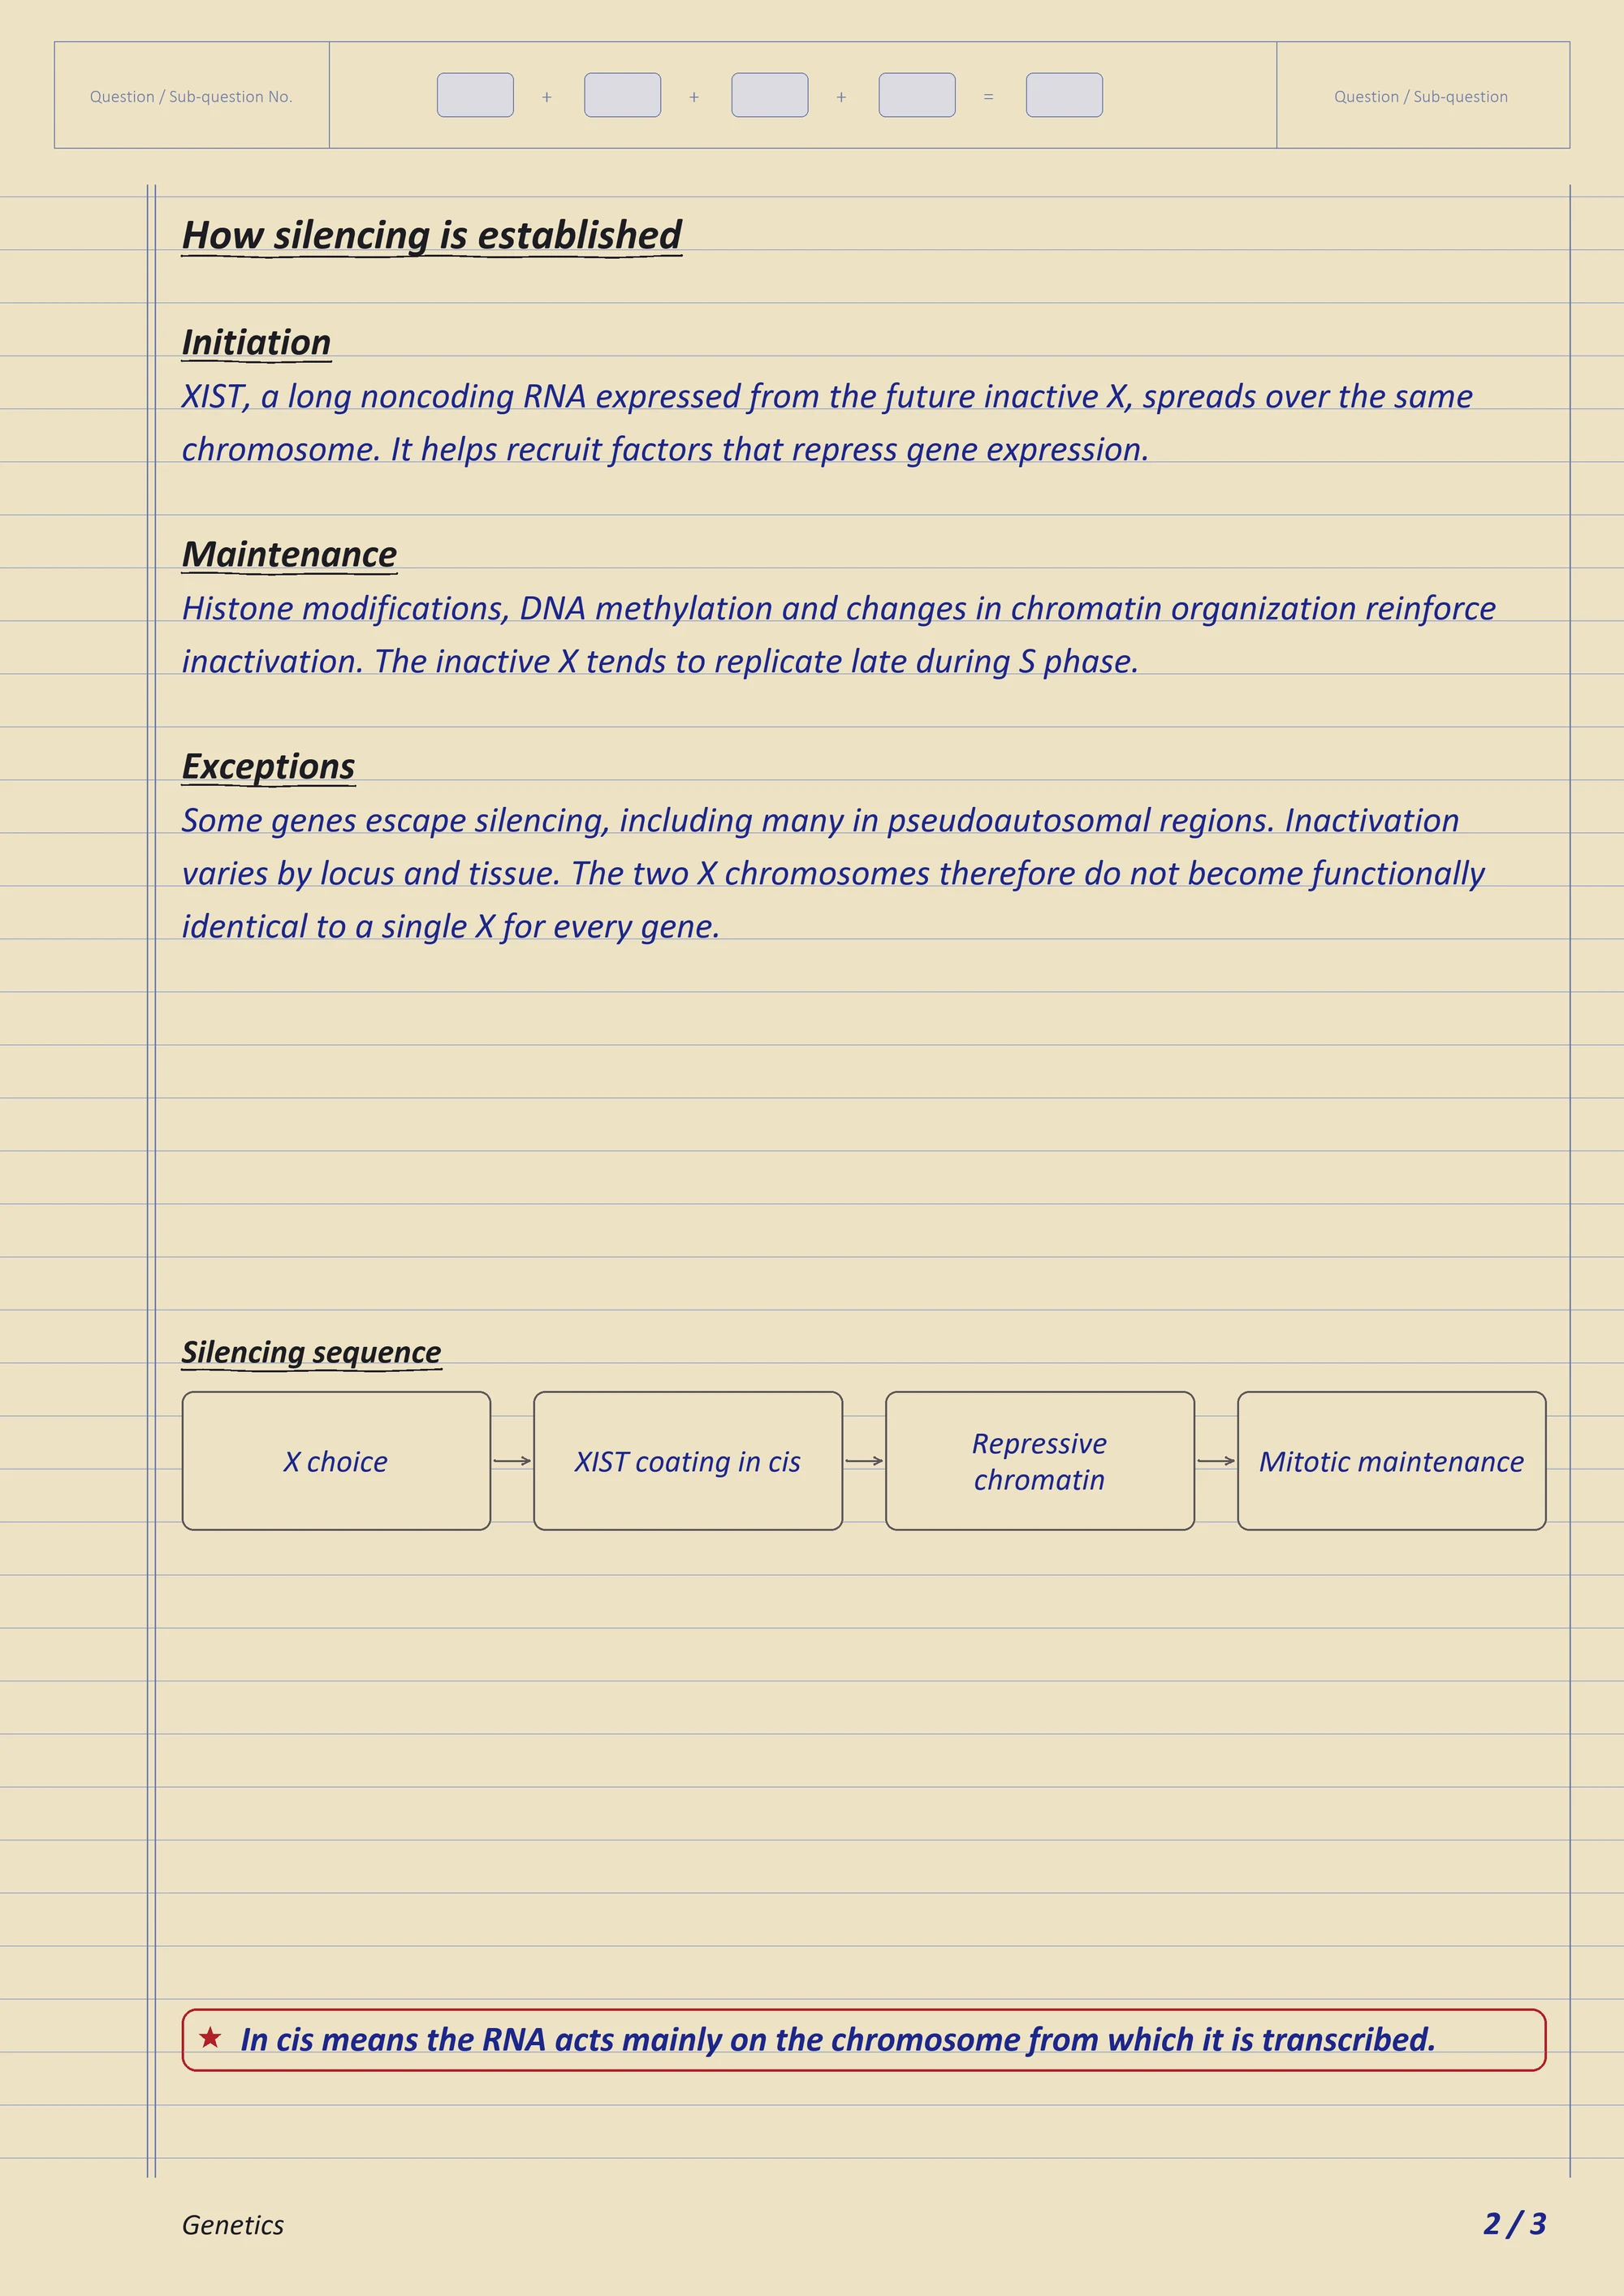 Question / Sub-question No.
+ + + =
Question / Sub-question
How silencing is established
Initiation
XIST, a long noncoding RNA expressed from the future inactive X, spreads over the same
chromosome. It helps recruit factors that repress gene expression.
Maintenance
Histone modifications, DNA methylation and changes in chromatin organization reinforce
inactivation. The inactive X tends to replicate late during S phase.
Exceptions
Some genes escape silencing, including many in pseudoautosomal regions. Inactivation
varies by locus and tissue. The two X chromosomes therefore do not become functionally
identical to a single X for every gene.
Silencing sequence
X choice
XIST coating in cis
Repressive
chromatin
Mitotic maintenance
In cis means the RNA acts mainly on the chromosome from which it is transcribed.
Genetics
2 / 3